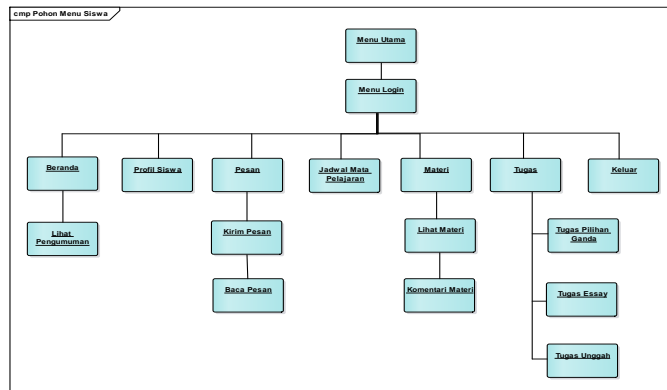 cmp Pohon Menu Siswa
Menu Utama
Menu Login
Beranda
Profil Siswa
Pesan
Jadwal Mata
Pelajaran
Materi
Tugas
Keluar
Lihat
Pengumuman
Kirim Pesan
Lihat Materi
Tugas Pilihan
Ganda
Baca Pesan
Komentari Materi
Tugas Essay
Tugas Unggah